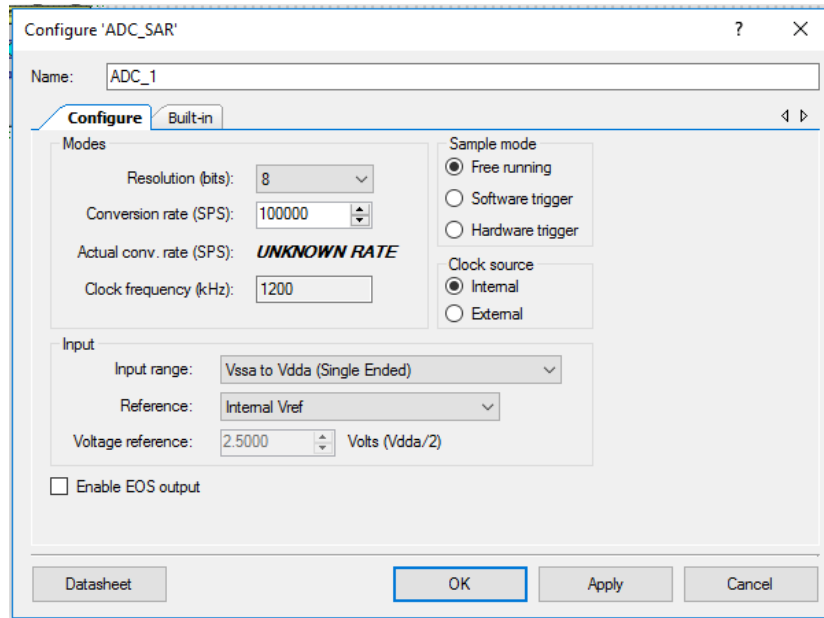 Configure 'ADC_SAR'
?
Name:
ADC_1
Configure
Built-in
Modes
Resolution (bits):
8
Conversion rate (SPS):
100000
Actual conv. rate (SPS):
UNKNOWN RATE
Clock frequency (kHz):
1200
Sample mode
Free running
Software trigger
Hardware trigger
Clock source
Internal
External
Input
Input range:
Vssa to Vdda (Single Ended)
Reference:
Internal Vref
Voltage reference:
2.5000
Volts (Vdda/2)
Enable EOS output
Datasheet
OK
Apply
Cancel